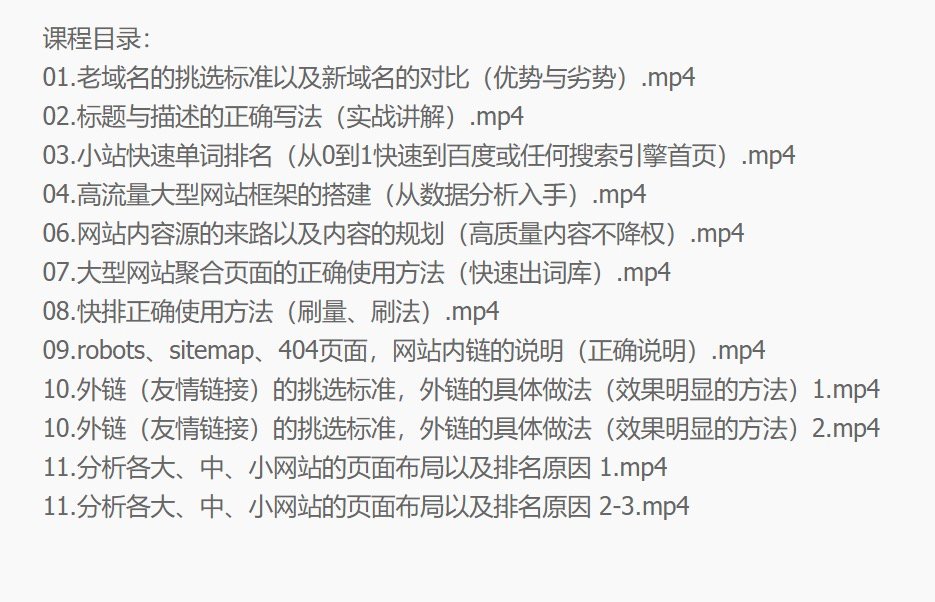 课程目录：
01.老域名的挑选标准以及新域名的对比（优势与劣势）.mp4
02.标题与描述的正确写法（实战讲解）.mp4
03.小站快速单词排名（从0到1快速到百度或任何搜索引擎首页）.mp4
04.高流量大型网站框架的搭建（从数据分析入手）.mp4
06.网站内容源的来路以及内容的规划（高质量内容不降权）.mp4
07.大型网站聚合页面的正确使用方法（快速出词库）.mp4
08.快排正确使用方法（刷量、刷法）.mp4
09.robots、sitemap、404页面，网站内链的说明（正确说明）.mp4
10.外链（友情链接）的挑选标准，外链的具体做法（效果明显的方法）1.mp4
10.外链（友情链接）的挑选标准，外链的具体做法（效果明显的方法）2.mp4
11.分析各大、中、小网站的页面布局以及排名原因 1.mp4
11.分析各大、中、小网站的页面布局以及排名原因 2-3.mp4